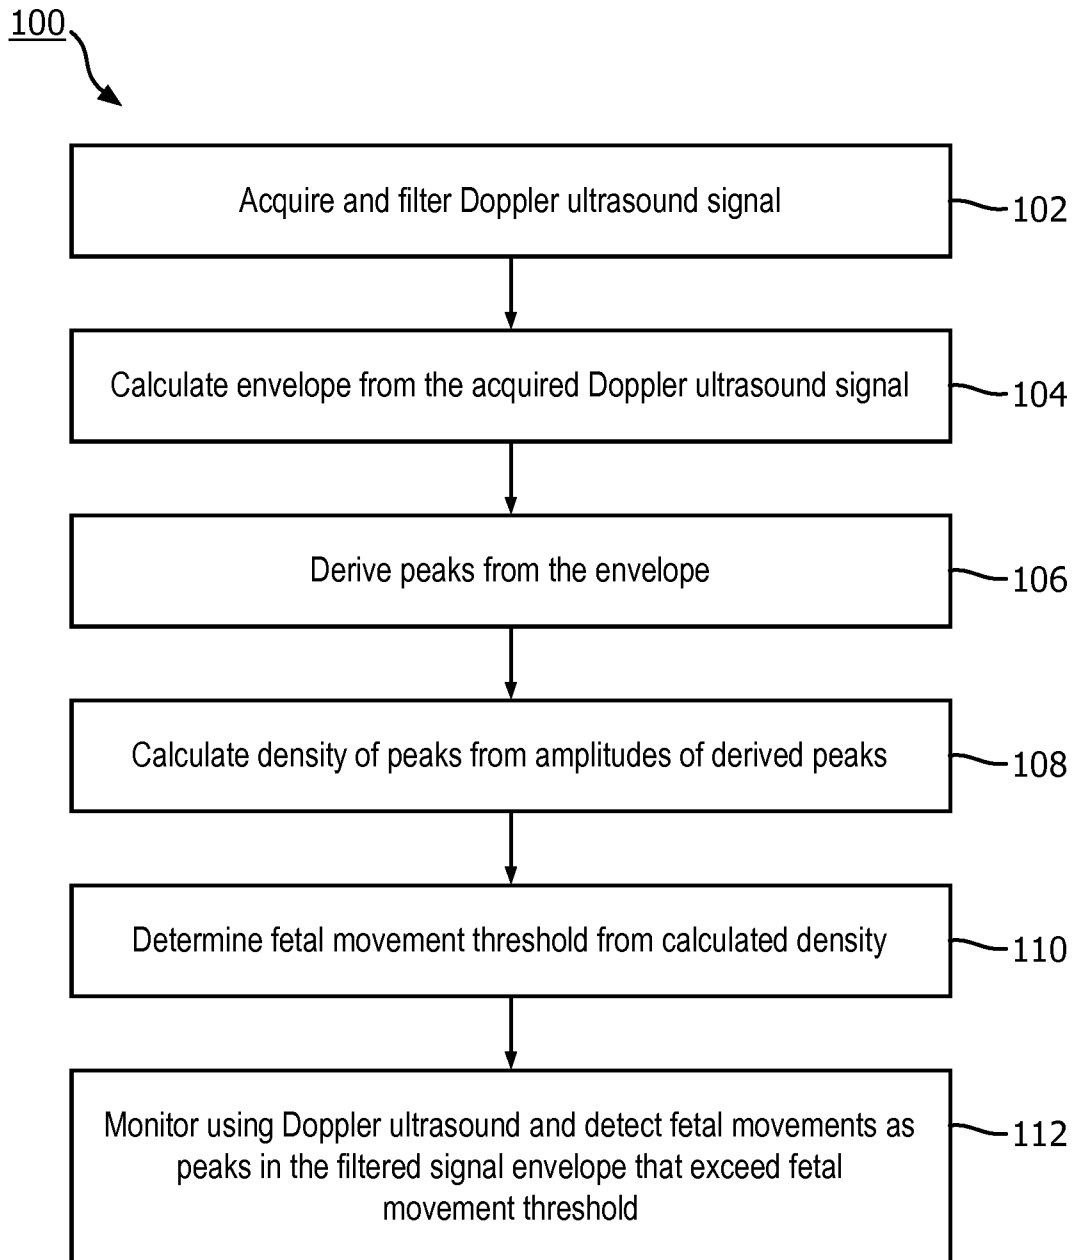 100
Acquire and filter Doppler ultrasound signal
102
Calculate envelope from the acquired Doppler ultrasound signal
104
Derive peaks from the envelope
106
Calculate density of peaks from amplitudes of derived peaks
108
Determine fetal movement threshold from calculated density
110
Monitor using Doppler ultrasound and detect fetal movements as
peaks in the filtered signal envelope that exceed fetal
movement threshold
112